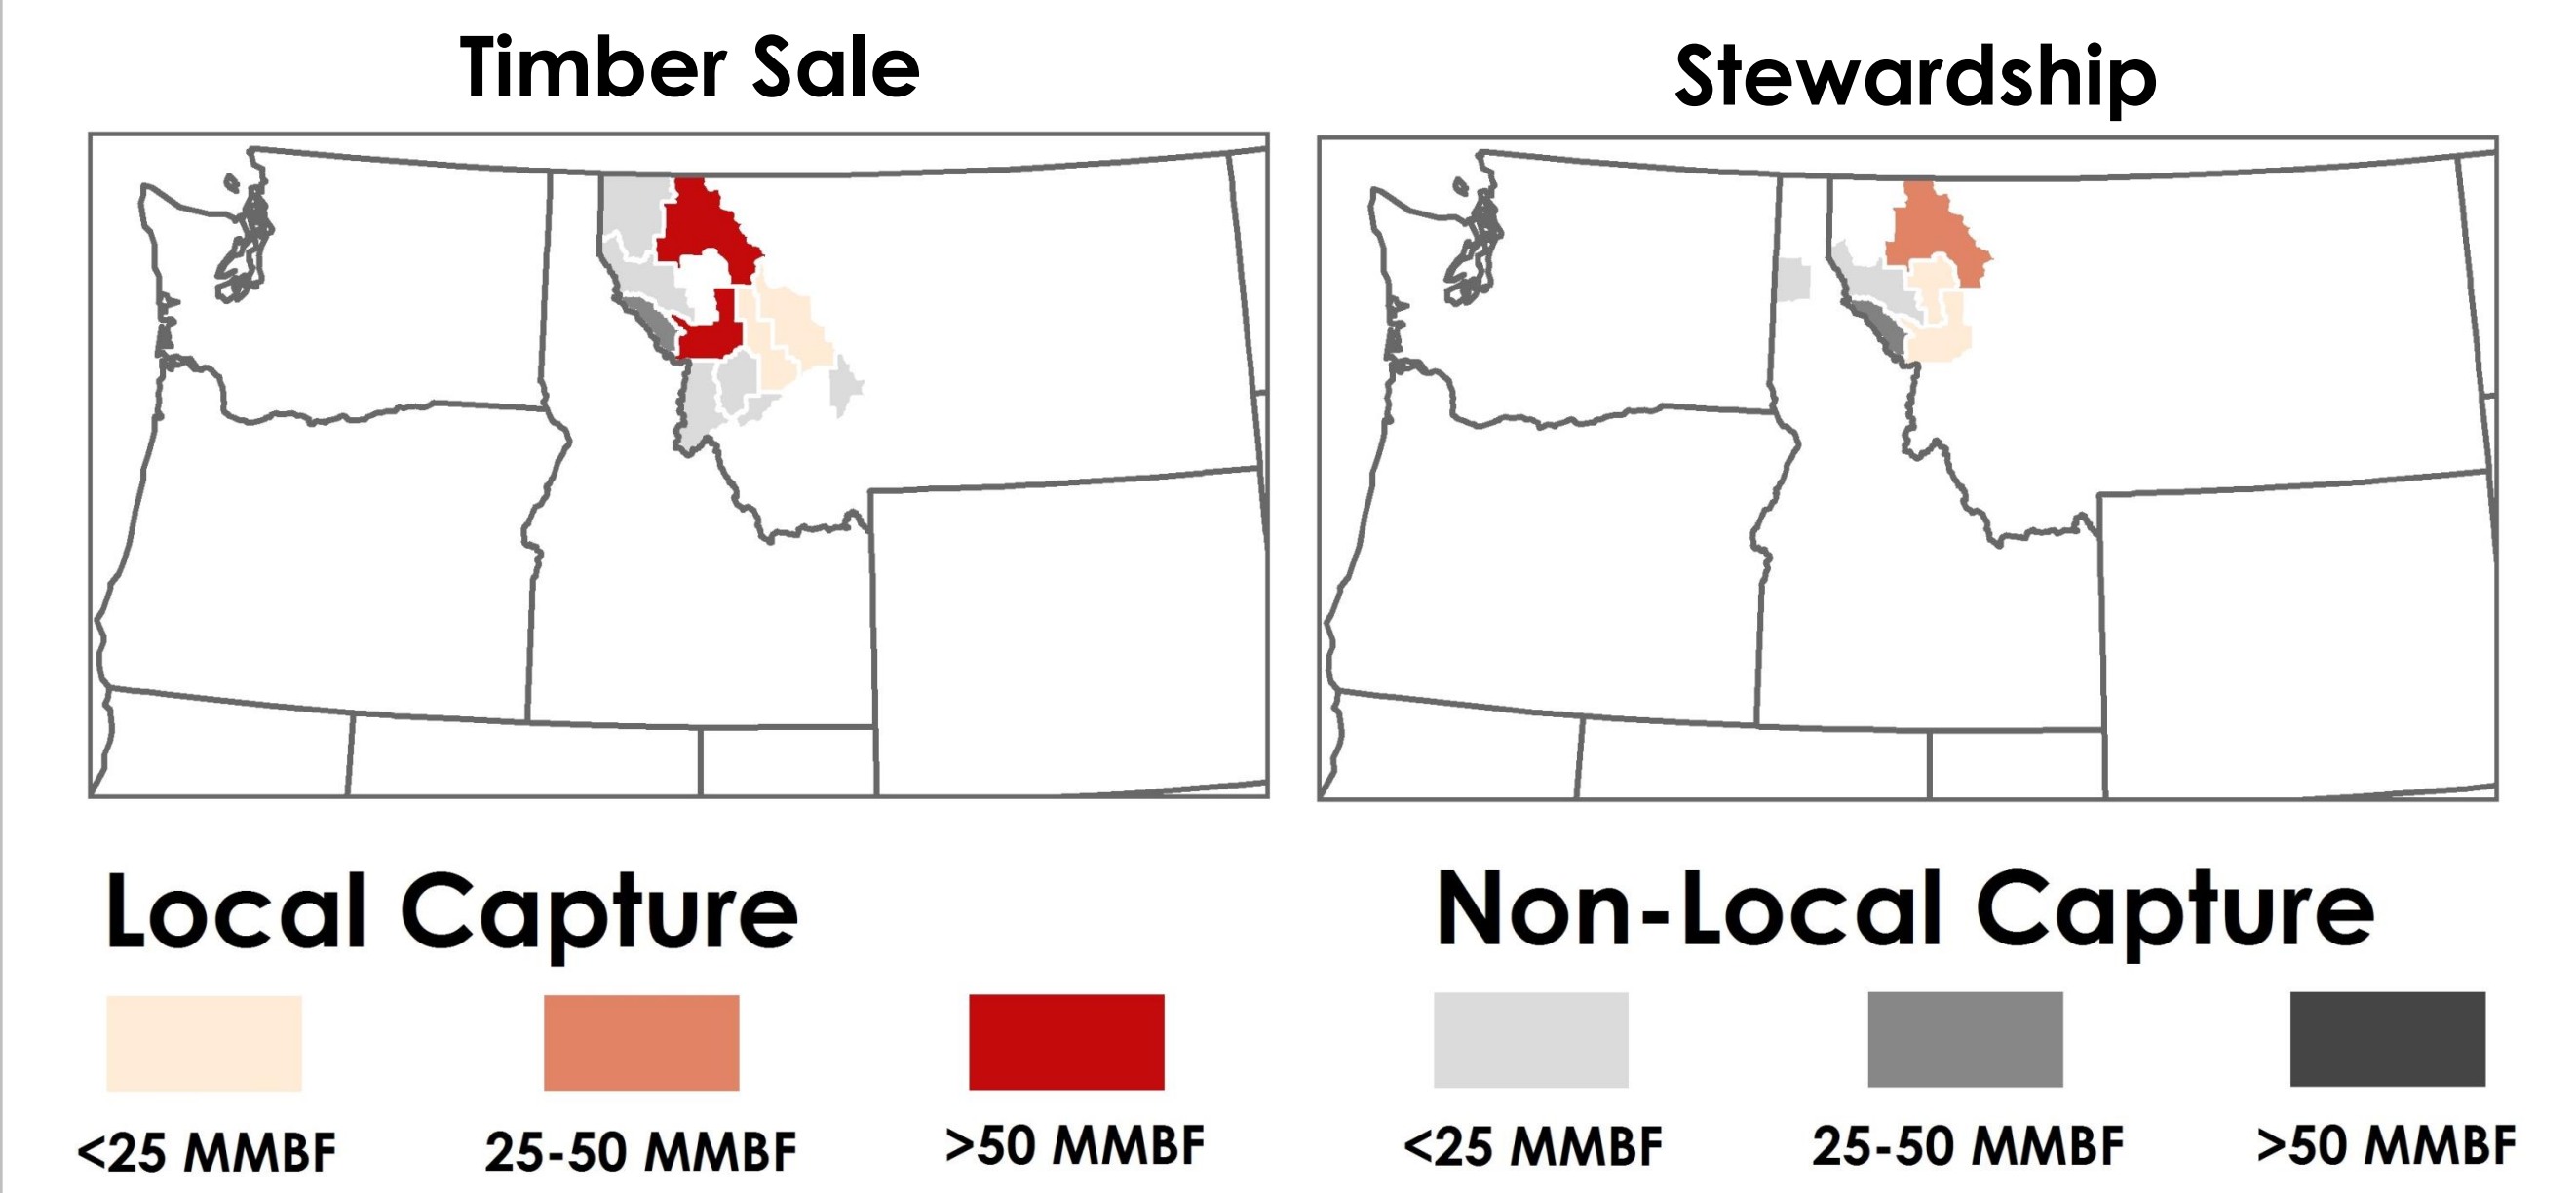 Timber Sale
Stewardship
Local Capture
Non-Local Capture
<25 MMBF
25-50 MMBF
>50 MMBF
<25 MMBF
25-50 MMBF
>50 MMBF